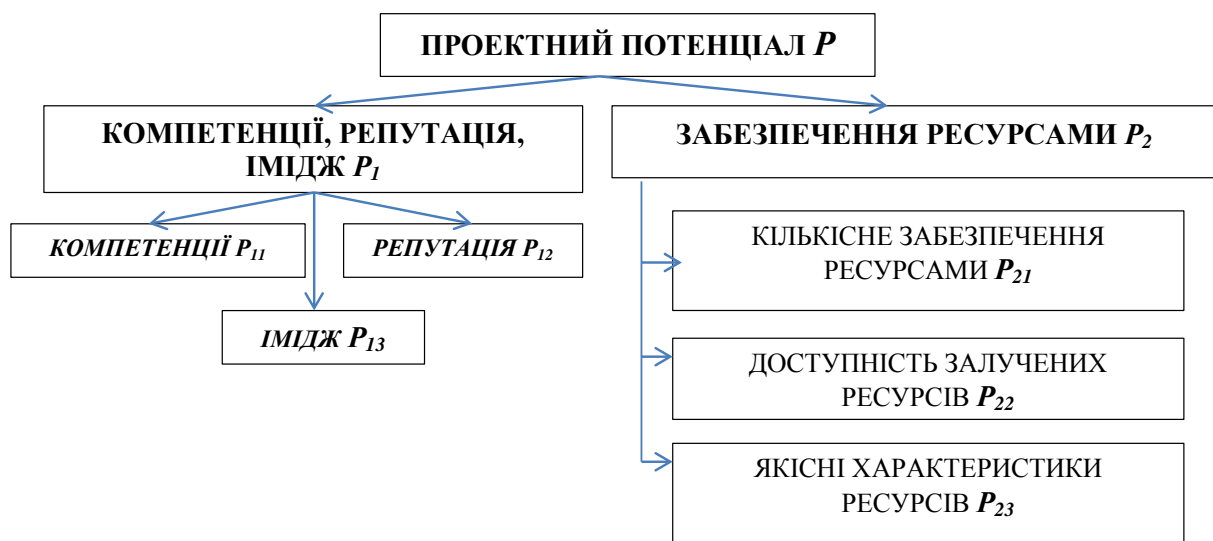 ПРОЕКТНИЙ ПОТЕНЦІАЛ P
КОМПЕТЕНЦІЇ, РЕПУТАЦІЯ,
ІМІДЖ P1
ЗАБЕЗПЕЧЕННЯ РЕСУРСАМИ P2
КОМПЕТЕНЦІЇ P11
РЕПУТАЦІЯ P12
ІМІДЖ P13
КІЛЬКІСНЕ ЗАБЕЗПЕЧЕННЯ
РЕСУРСАМИ P21
ДОСТУПНІСТЬ ЗАЛУЧЕНИХ
РЕСУРСІВ P22
ЯКІСНІ ХАРАКТЕРИСТИКИ
РЕСУРСІВ P23